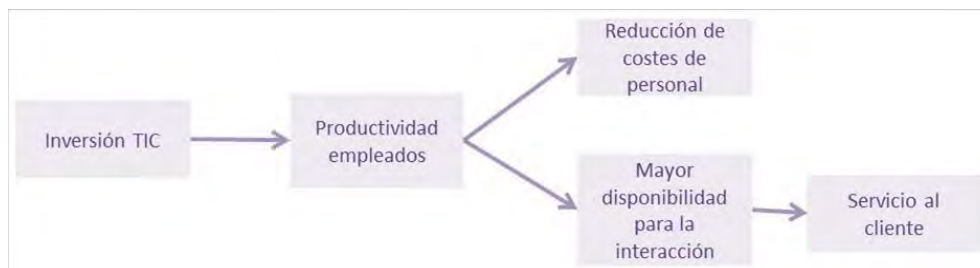 Inversión TIC
Productividad
empleados
Reducción de
costes de
personal
Mayor
disponibilidad
para la
interacción
Servicio al
cliente